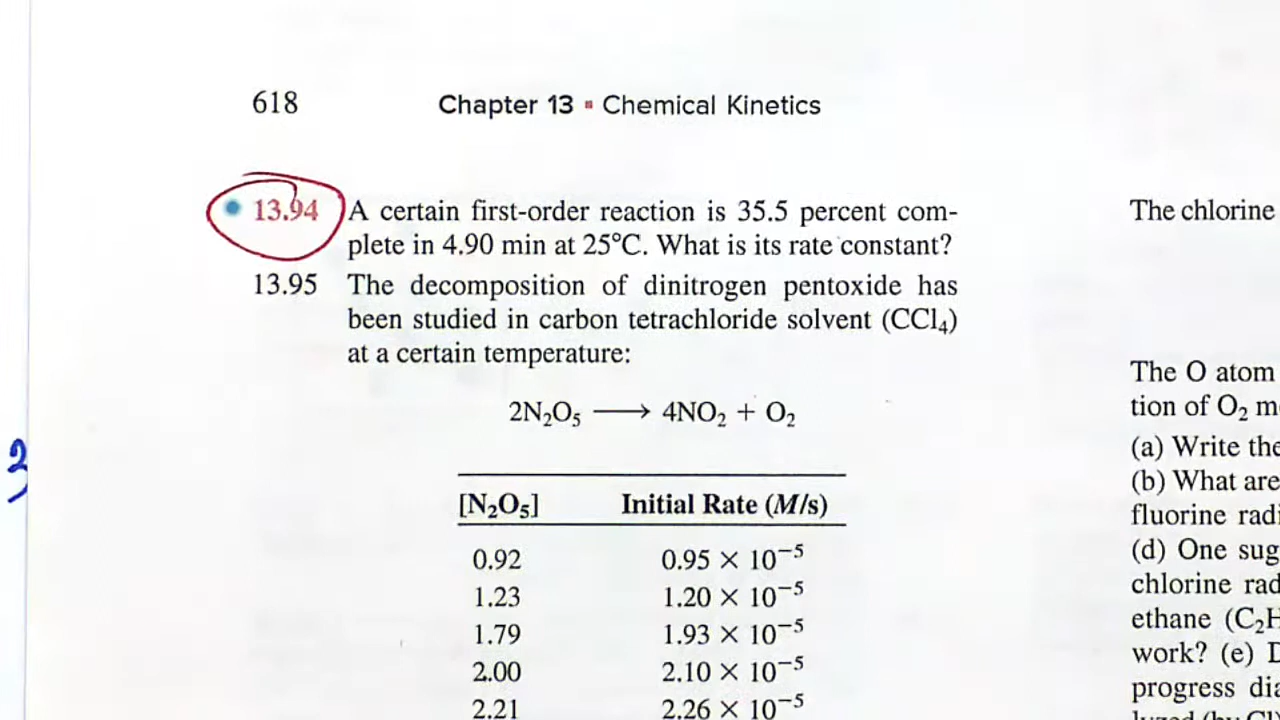 618 Chapter 13 ▪ Chemical Kinetics
13.94 A certain first-order reaction is 35.5 percent com-
plete in 4.90 min at 25°C. What is its rate constant?
13.95 The decomposition of dinitrogen pentoxide has
been studied in carbon tetrachloride solvent (CCl₄)
at a certain temperature:
2N₂O₅ ⟶ 4NO₂ + O₂
[N₂O₅] Initial Rate (M/s)
0.92 0.95 × 10⁻⁵
1.23 1.20 × 10⁻⁵
1.79 1.93 × 10⁻⁵
2.00 2.10 × 10⁻⁵
2.21 2.26 × 10⁻⁵
The chlorine
The O atom
tion of O₂
(a) Write the
(b) What are
fluorine
(d) One
chlorine
ethane
work? (e)
progress